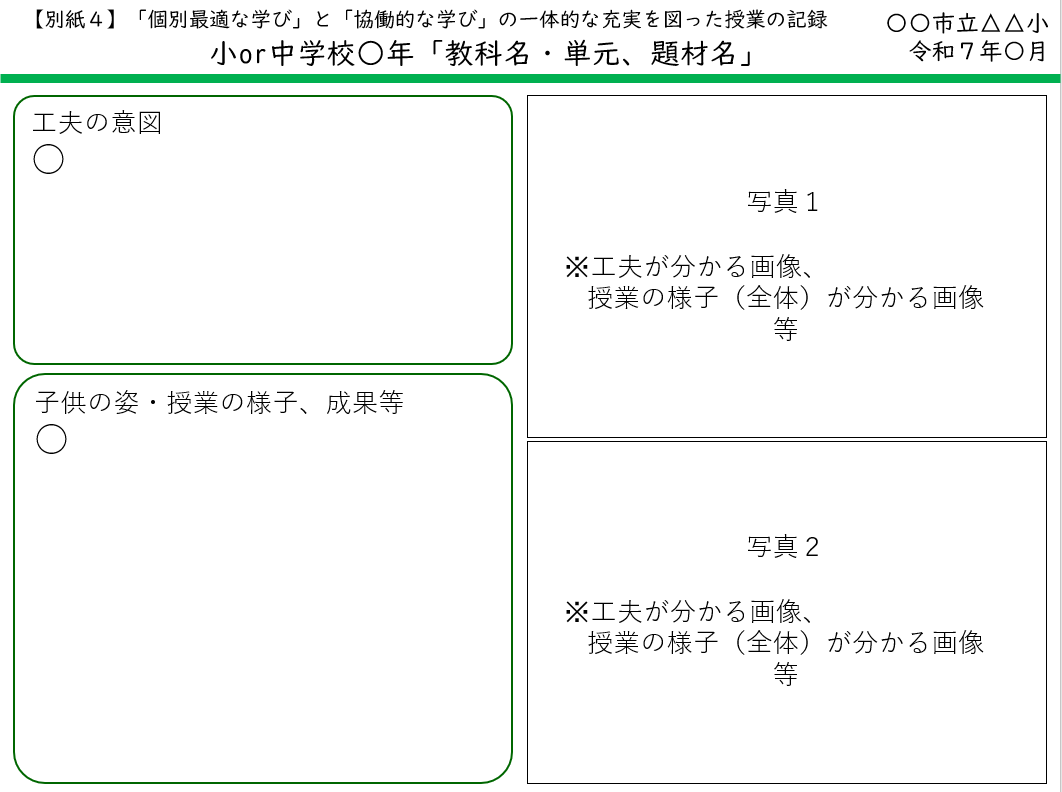 【別紙４】「個別最適な学び」と「協働的な学び」の一体的な充実を図った授業の記録
小or中学校〇年「教科名・単元、題材名」
〇〇市立△△小
令和７年〇月
工夫の意図
〇
子供の姿・授業の様子、成果等
〇
写真１
※工夫が分かる画像、
授業の様子（全体）が分かる画像
等
写真２
※工夫が分かる画像、
授業の様子（全体）が分かる画像
等